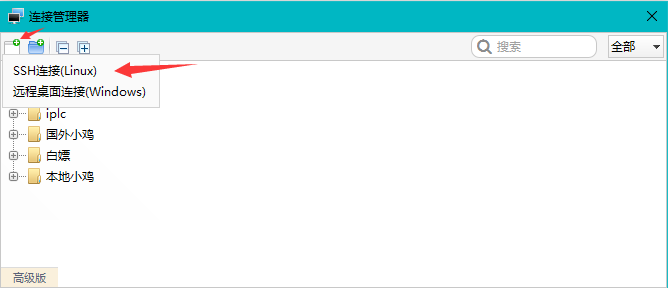 连接管理器
搜索
全部
SSH连接(Linux)
远程桌面连接(Windows)
iplc
国外小鸡
白嫖
本地小鸡
高级版